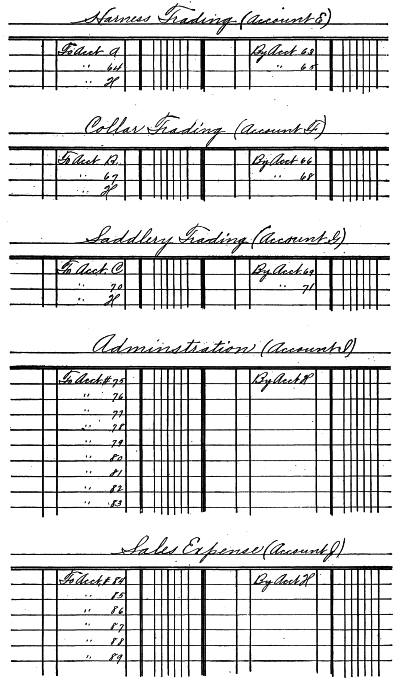 Harness Trading (Account E)
To Acct A By Acct 63
" 64 " 65
" H
Collar Trading (Account F)
To Acct B By Acct 66
" 67 " 68
" H
Saddlery Trading (Account G)
To Acct. C By Acct 69
" 70 " 71
" H
Adminstration (Account I)
To Acct # 75 By Acct H
" 76
" 77
" 78
" 79
" 80
" 81
" 82
" 83
Sales Expense (Account J)
To Acct # 84 By Acct H
" 85
" 86
" 87
" 88
" 89